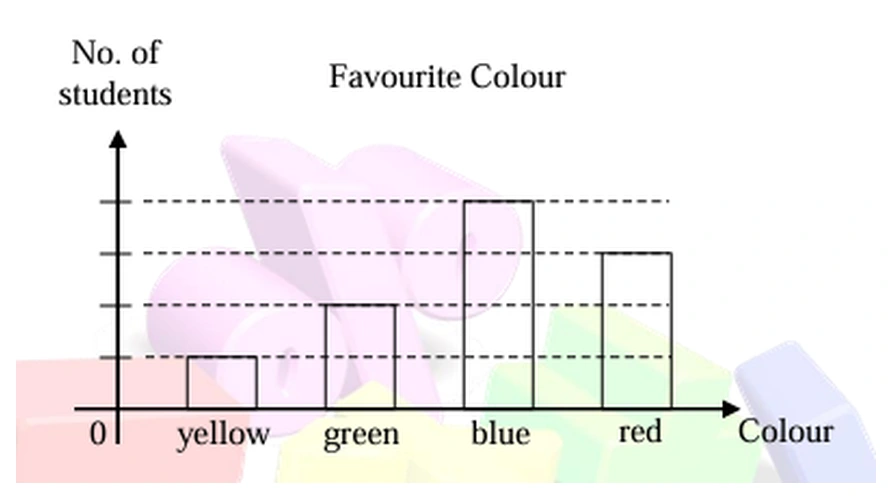 No. of
students
Favourite Colour
0
yellow
green
blue
red
Colour